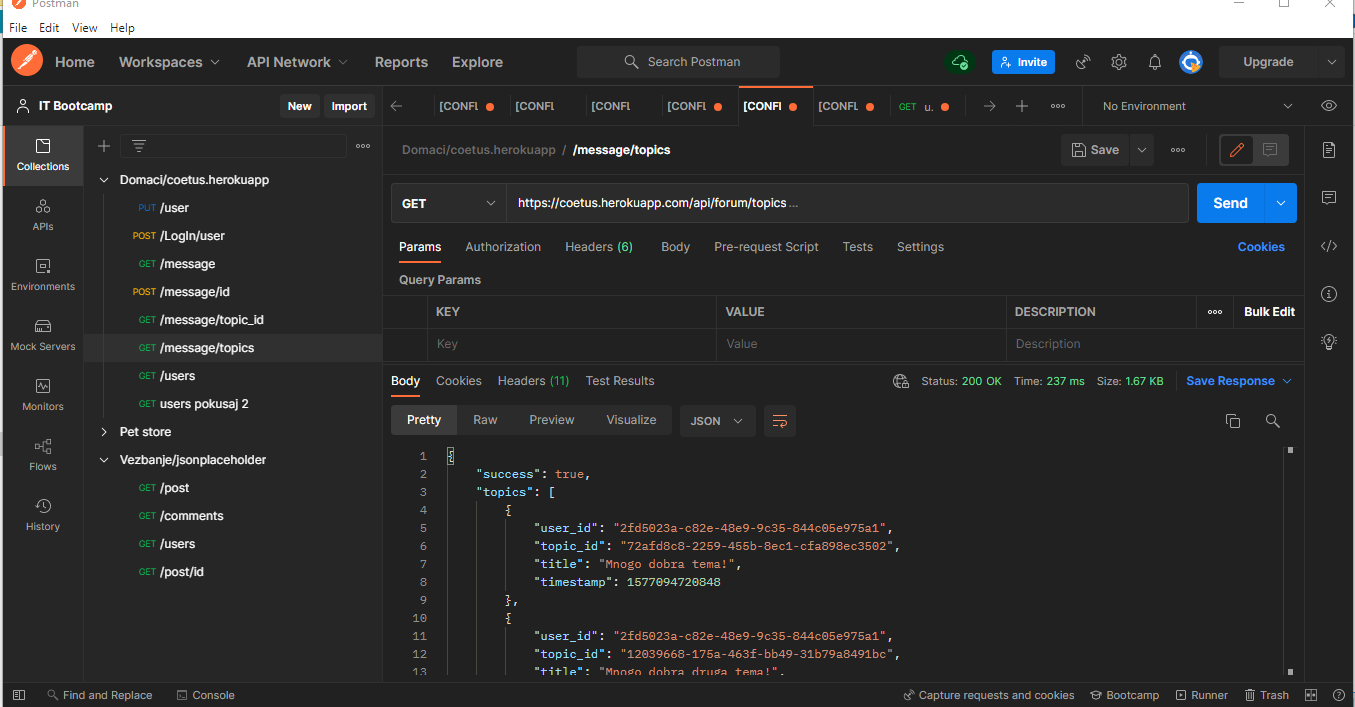 Postman
File Edit View Help
Home Workspaces API Network Reports Explore Search Postman Invite Upgrade
IT Bootcamp New Import [CONFL [CONFL [CONFL [CONFL [CONFL [CONFL GET u. No Environment
Collections
APIs
Environments
Mock Servers
Monitors
Flows
History
Domaci/coetus.herokuapp
PUT /user
POST /LogIn/user
GET /message
POST /message/id
GET /message/topic_id
GET /message/topics
GET /users
GET users pokusaj 2
Pet store
Vezbanje/jsonplaceholder
GET /post
GET /comments
GET /users
GET /post/id
Domaci/coetus.herokuapp / /message/topics Save
GET https://coetus.herokuapp.com/api/forum/topics ... Send
Params Authorization Headers (6) Body Pre-request Script Tests Settings Cookies
Query Params
KEY VALUE DESCRIPTION Bulk Edit
Key Value Description
Body Cookies Headers (11) Test Results Status: 200 OK Time: 237 ms Size: 1.67 KB Save Response
Pretty Raw Preview Visualize JSON
1 {
2 "success": true,
3 "topics": [
4 {
5 "user_id": "2fd5023a-c82e-48e9-9c35-844c05e975a1",
6 "topic_id": "72afd8c8-2259-455b-8ec1-cfa898ec3502",
7 "title": "Mnogo dobra tema!",
8 "timestamp": 1577094720848
9 },
10 {
11 "user_id": "2fd5023a-c82e-48e9-9c35-844c05e975a1",
12 "topic_id": "12039668-175a-463f-bb49-31b79a8491bc",
13 "title": "Mnogo dobra druga tema!",
Find and Replace Console Capture requests and cookies Bootcamp Runner Trash